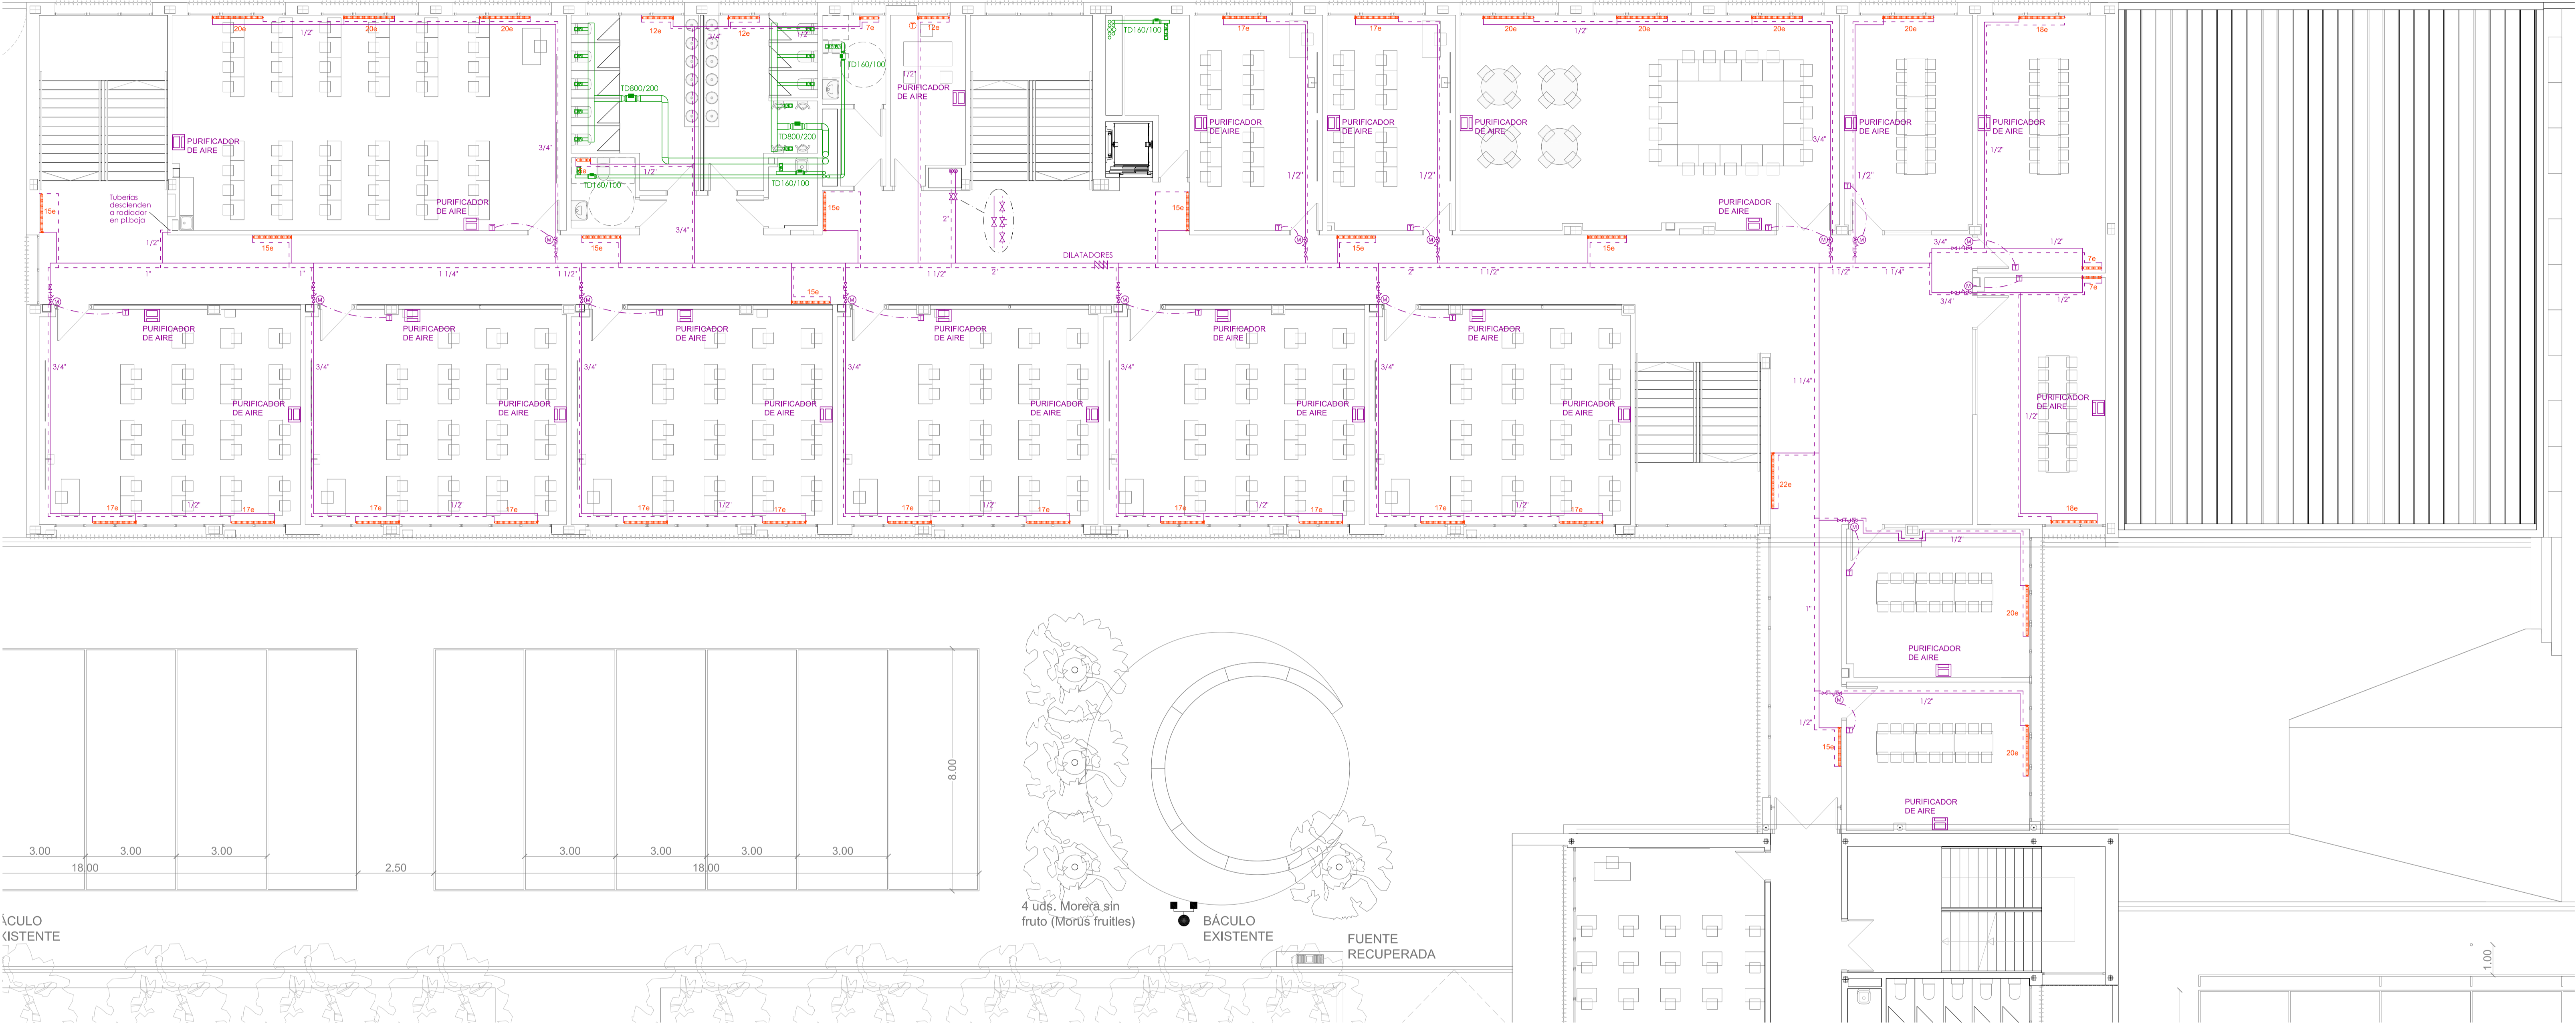 20e
20e
20e
12e
12e
7e
12e
17e
17e
20e
20e
20e
20e
18e
1/2"
3/4"
1/2"
1/2"
TD160/100
TD160/100
1/2"
PURIFICADOR
DE AIRE
TD800/200
TD800/200
PURIFICADOR
DE AIRE
PURIFICADOR
DE AIRE
PURIFICADOR
DE AIRE
PURIFICADOR
DE AIRE
PURIFICADOR
DE AIRE
PURIFICADOR
DE AIRE
3/4"
3/4"
1/2"
1/2"
1/2"
1/2"
1/2"
TD160/100
TD160/100
Tuberías
descienden
a radiador
en pl.baja
PURIFICADOR
DE AIRE
PURIFICADOR
DE AIRE
15e
15e
15e
2"
3/4"
1/2"
15e
15e
15e
15e
3/4"
1/2"
DILATADORES
7e
1"
1"
1 1/4"
1 1/2"
1 1/2"
2"
2"
1 1/2"
1 1/2"
1 1/4"
15e
7e
3/4"
1/2"
M
M
M
M
M
M
M
M
M
M
M
M
M
PURIFICADOR
DE AIRE
PURIFICADOR
DE AIRE
PURIFICADOR
DE AIRE
PURIFICADOR
DE AIRE
PURIFICADOR
DE AIRE
PURIFICADOR
DE AIRE
3/4"
3/4"
3/4"
3/4"
3/4"
3/4"
1 1/4"
PURIFICADOR
DE AIRE
PURIFICADOR
DE AIRE
PURIFICADOR
DE AIRE
PURIFICADOR
DE AIRE
PURIFICADOR
DE AIRE
PURIFICADOR
DE AIRE
PURIFICADOR
DE AIRE
1/2"
22e
17e
1/2"
17e
17e
1/2"
17e
17e
1/2"
17e
17e
1/2"
17e
17e
1/2"
17e
17e
1/2"
17e
18e
M
1/2"
1"
20e
PURIFICADOR
DE AIRE
M
1/2"
1/2"
15e
20e
PURIFICADOR
DE AIRE
8.00
3.00
3.00
3.00
18.00
2.50
3.00
3.00
3.00
3.00
18.00
4 uds. Morera sin
fruto (Morus fruitles)
BÁCULO
EXISTENTE
FUENTE
RECUPERADA
ÁCULO
XISTENTE
1.00